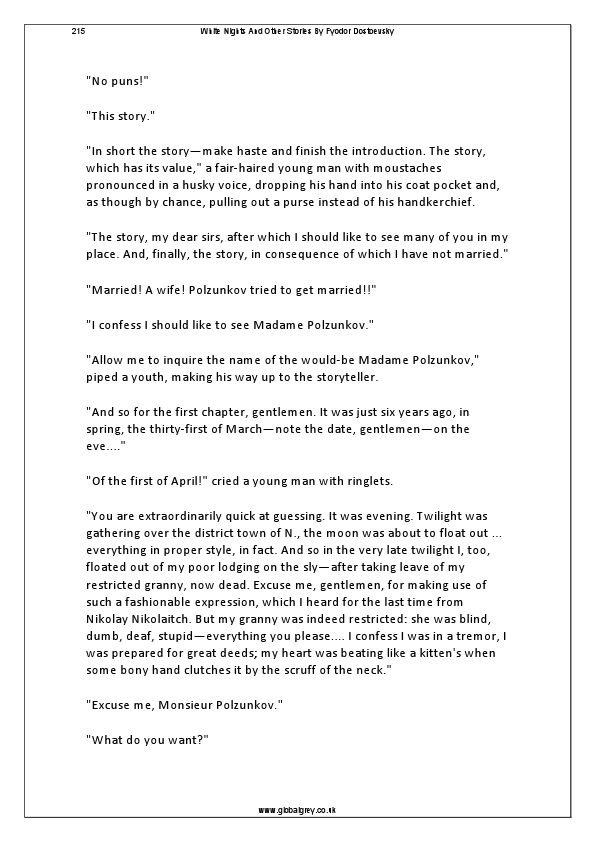 215 White Nights And Other Stories By Fyodor Dostoevsky
"No puns!"
"This story."
"In short the story—make haste and finish the introduction. The story,
which has its value," a fair-haired young man with moustaches
pronounced in a husky voice, dropping his hand into his coat pocket and,
as though by chance, pulling out a purse instead of his handkerchief.
"The story, my dear sirs, after which I should like to see many of you in my
place. And, finally, the story, in consequence of which I have not married."
"Married! A wife! Polzunkov tried to get married!!"
"I confess I should like to see Madame Polzunkov."
"Allow me to inquire the name of the would-be Madame Polzunkov,"
piped a youth, making his way up to the storyteller.
"And so for the first chapter, gentlemen. It was just six years ago, in
spring, the thirty-first of March—note the date, gentlemen—on the
eve...."
"Of the first of April!" cried a young man with ringlets.
"You are extraordinarily quick at guessing. It was evening. Twilight was
gathering over the district town of N., the moon was about to float out ...
everything in proper style, in fact. And so in the very late twilight I, too,
floated out of my poor lodging on the sly—after taking leave of my
restricted granny, now dead. Excuse me, gentlemen, for making use of
such a fashionable expression, which I heard for the last time from
Nikolay Nikolaitch. But my granny was indeed restricted: she was blind,
dumb, deaf, stupid—everything you please.... I confess I was in a tremor, I
was prepared for great deeds; my heart was beating like a kitten's when
some bony hand clutches it by the scruff of the neck."
"Excuse me, Monsieur Polzunkov."
"What do you want?"
www.globalgrey.co.uk